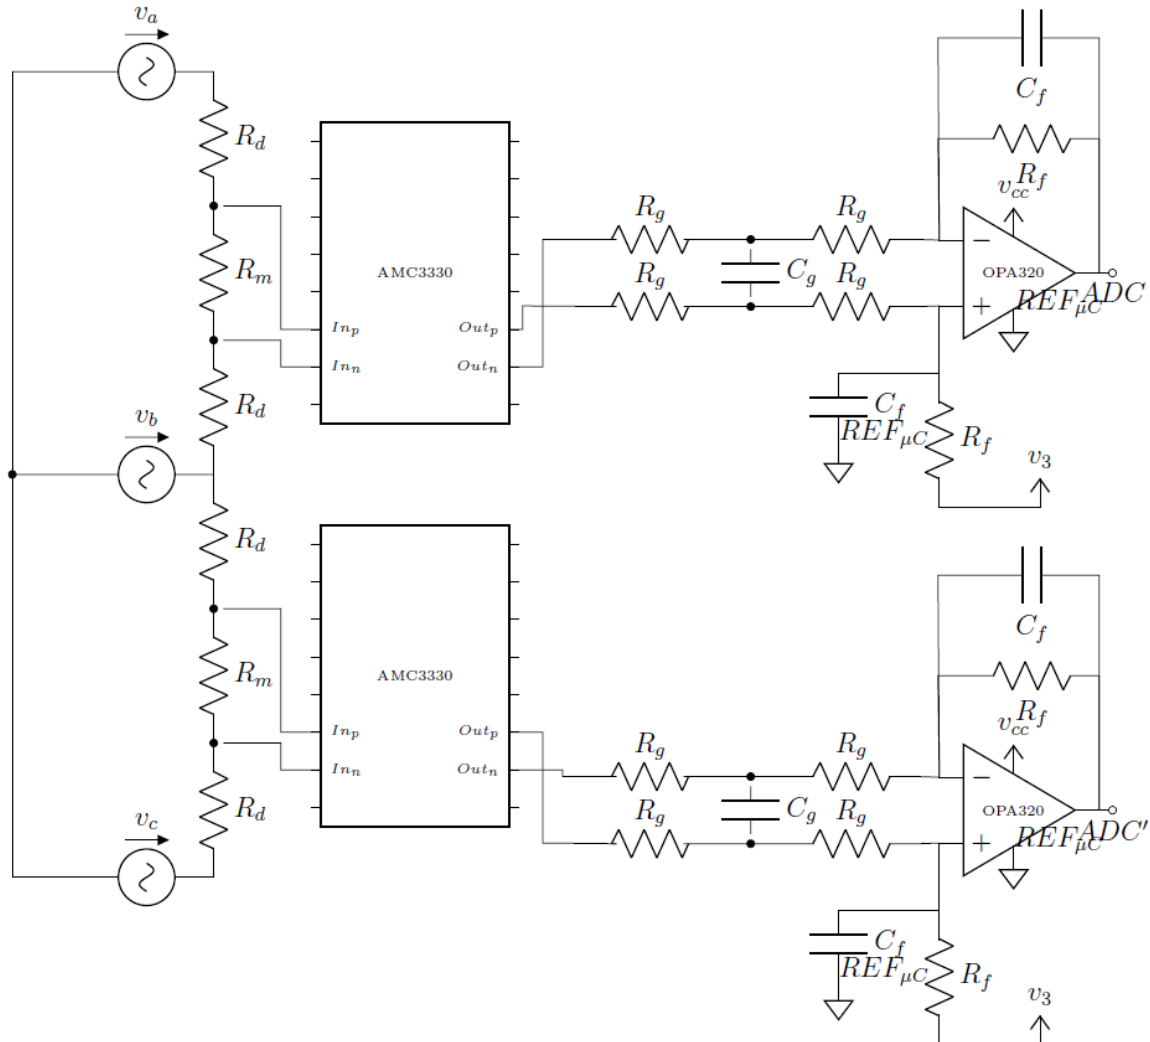 v_a
R_d
R_m
R_d
v_b
AMC3330
In_p
In_n
Out_p
Out_n
R_g
R_g
R_g
R_g
C_g
C_f
R_f
v_cc
OPA320
REF_μC
ADC
C_f
REF_μC
R_f
v_3
R_d
R_m
R_d
v_c
AMC3330
In_p
In_n
Out_p
Out_n
R_g
R_g
R_g
R_g
C_g
C_f
R_f
v_cc
OPA320
REF_μC
ADC'
C_f
REF_μC
R_f
v_3